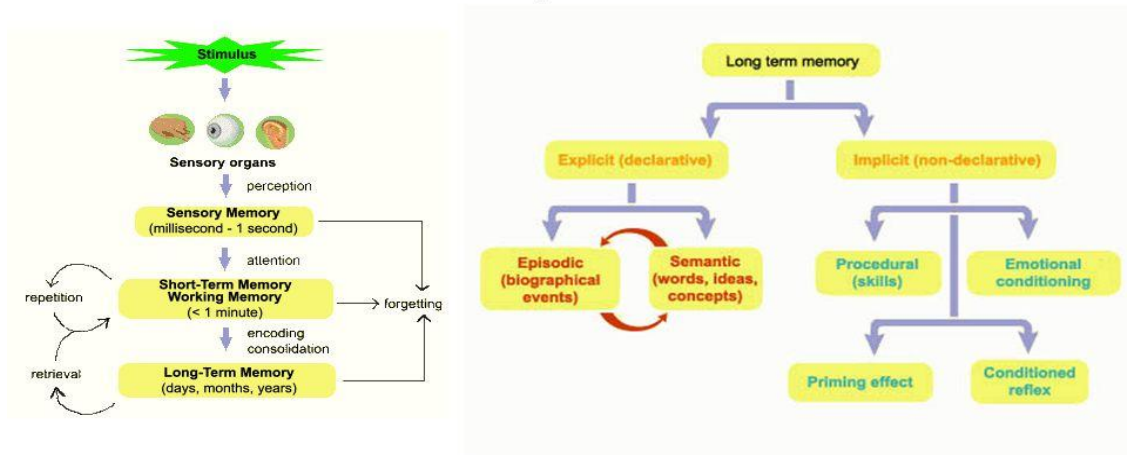 Stimulus
Sensory organs
perception
Sensory Memory
(millisecond - 1 second)
attention
Short-Term Memory
Working Memory
(< 1 minute)
repetition
forgetting
encoding
consolidation
retrieval
Long-Term Memory
(days, months, years)
Long term memory
Explicit (declarative)
Implicit (non-declarative)
Episodic
(biographical
events)
Semantic
(words, ideas,
concepts)
Procedural
(skills)
Emotional
conditioning
Priming effect
Conditioned
reflex